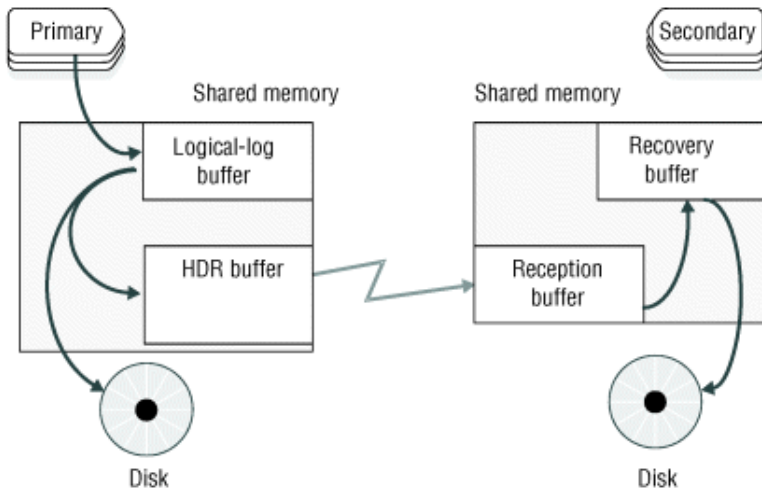 Primary
Secondary
Shared memory
Shared memory
Logical-log
buffer
Recovery
buffer
HDR buffer
Reception
buffer
Disk
Disk